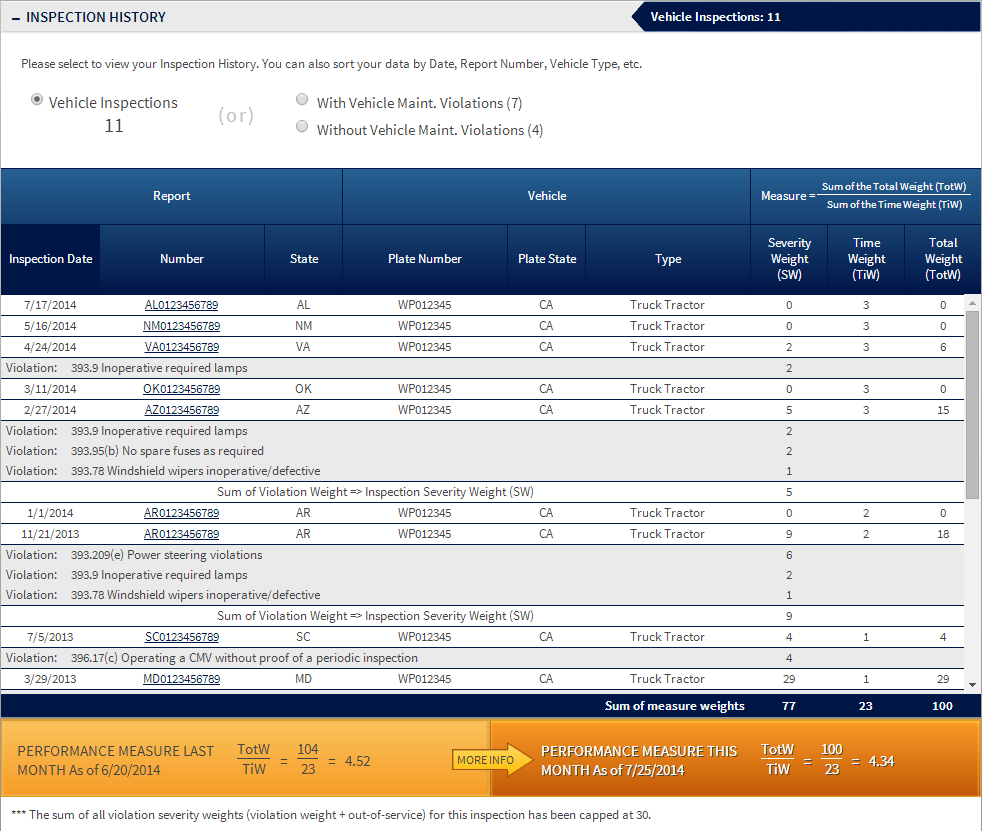 – INSPECTION HISTORY Vehicle Inspections: 11
Please select to view your Inspection History. You can also sort your data by Date, Report Number, Vehicle Type, etc.
Vehicle Inspections
11
(or)
With Vehicle Maint. Violations (7)
Without Vehicle Maint. Violations (4)
Report Vehicle Measure = Sum of the Total Weight (TotW)
Sum of the Time Weight (TiW)
Inspection Date Number State Plate Number Plate State Type Severity Weight (SW) Time Weight (TiW) Total Weight (TotW)
7/17/2014 AL0123456789 AL WP012345 CA Truck Tractor 0 3 0
5/16/2014 NM0123456789 NM WP012345 CA Truck Tractor 0 3 0
4/24/2014 VA0123456789 VA WP012345 CA Truck Tractor 2 3 6
Violation: 393.9 Inoperative required lamps 2
3/11/2014 OK0123456789 OK WP012345 CA Truck Tractor 0 3 0
2/27/2014 AZ0123456789 AZ WP012345 CA Truck Tractor 5 3 15
Violation: 393.9 Inoperative required lamps 2
Violation: 393.95(b) No spare fuses as required 2
Violation: 393.78 Windshield wipers inoperative/defective 1
Sum of Violation Weight => Inspection Severity Weight (SW) 5
1/1/2014 AR0123456789 AR WP012345 CA Truck Tractor 0 2 0
11/21/2013 AR0123456789 AR WP012345 CA Truck Tractor 9 2 18
Violation: 393.209(e) Power steering violations 6
Violation: 393.9 Inoperative required lamps 2
Violation: 393.78 Windshield wipers inoperative/defective 1
Sum of Violation Weight => Inspection Severity Weight (SW) 9
7/5/2013 SC0123456789 SC WP012345 CA Truck Tractor 4 1 4
Violation: 396.17(c) Operating a CMV without proof of a periodic inspection 4
3/29/2013 MD0123456789 MD WP012345 CA Truck Tractor 29 1 29
Sum of measure weights 77 23 100
PERFORMANCE MEASURE LAST
MONTH As of 6/20/2014
TotW
TiW
=
104
23
= 4.52
MORE INFO
PERFORMANCE MEASURE THIS
MONTH As of 7/25/2014
TotW
TiW
=
100
23
= 4.34
*** The sum of all violation severity weights (violation weight + out-of-service) for this inspection has been capped at 30.